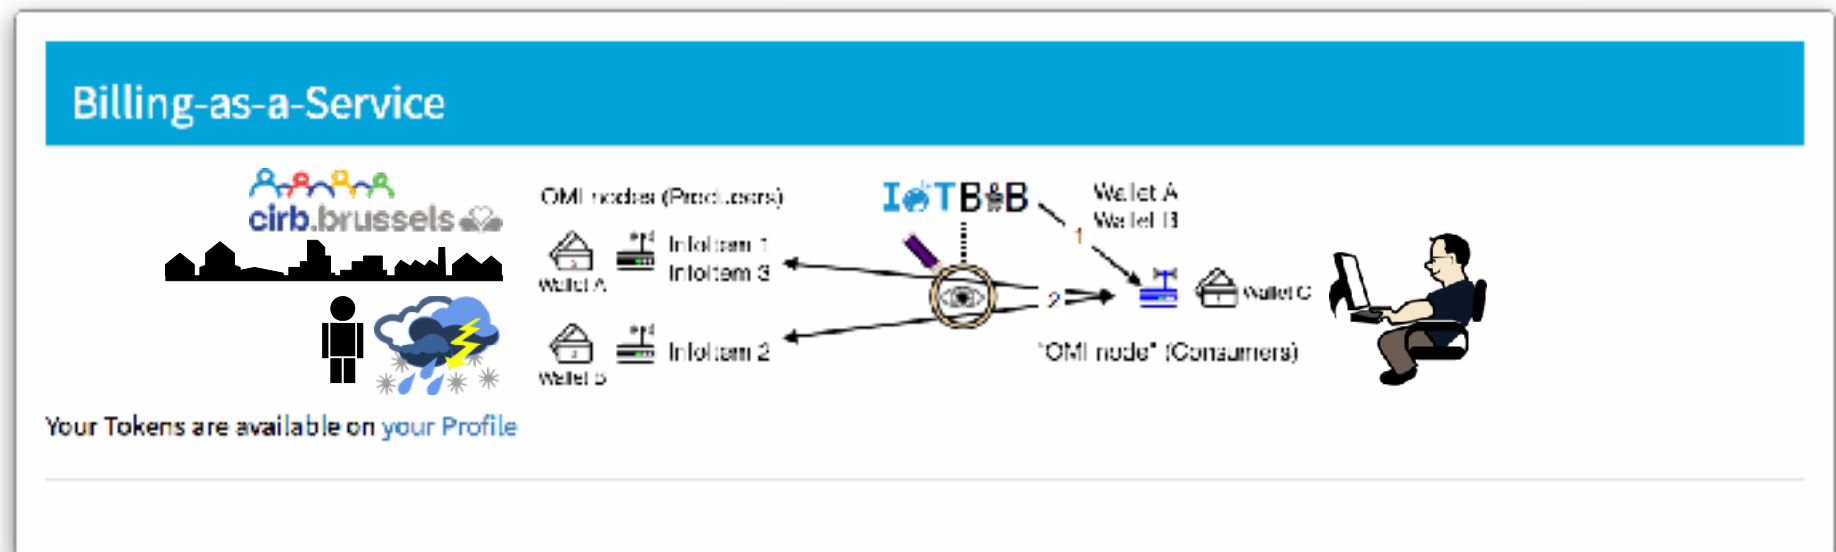 Billing-as-a-Service
cirb.brussels
OMI nodes (Producers)
InfoItem 1
InfoItem 3
Wallet A
InfoItem 2
Wallet B
IoTBnB
Wallet A
Wallet B
1
2
Wallet C
"OMI node" (Consumers)
Your Tokens are available on your Profile